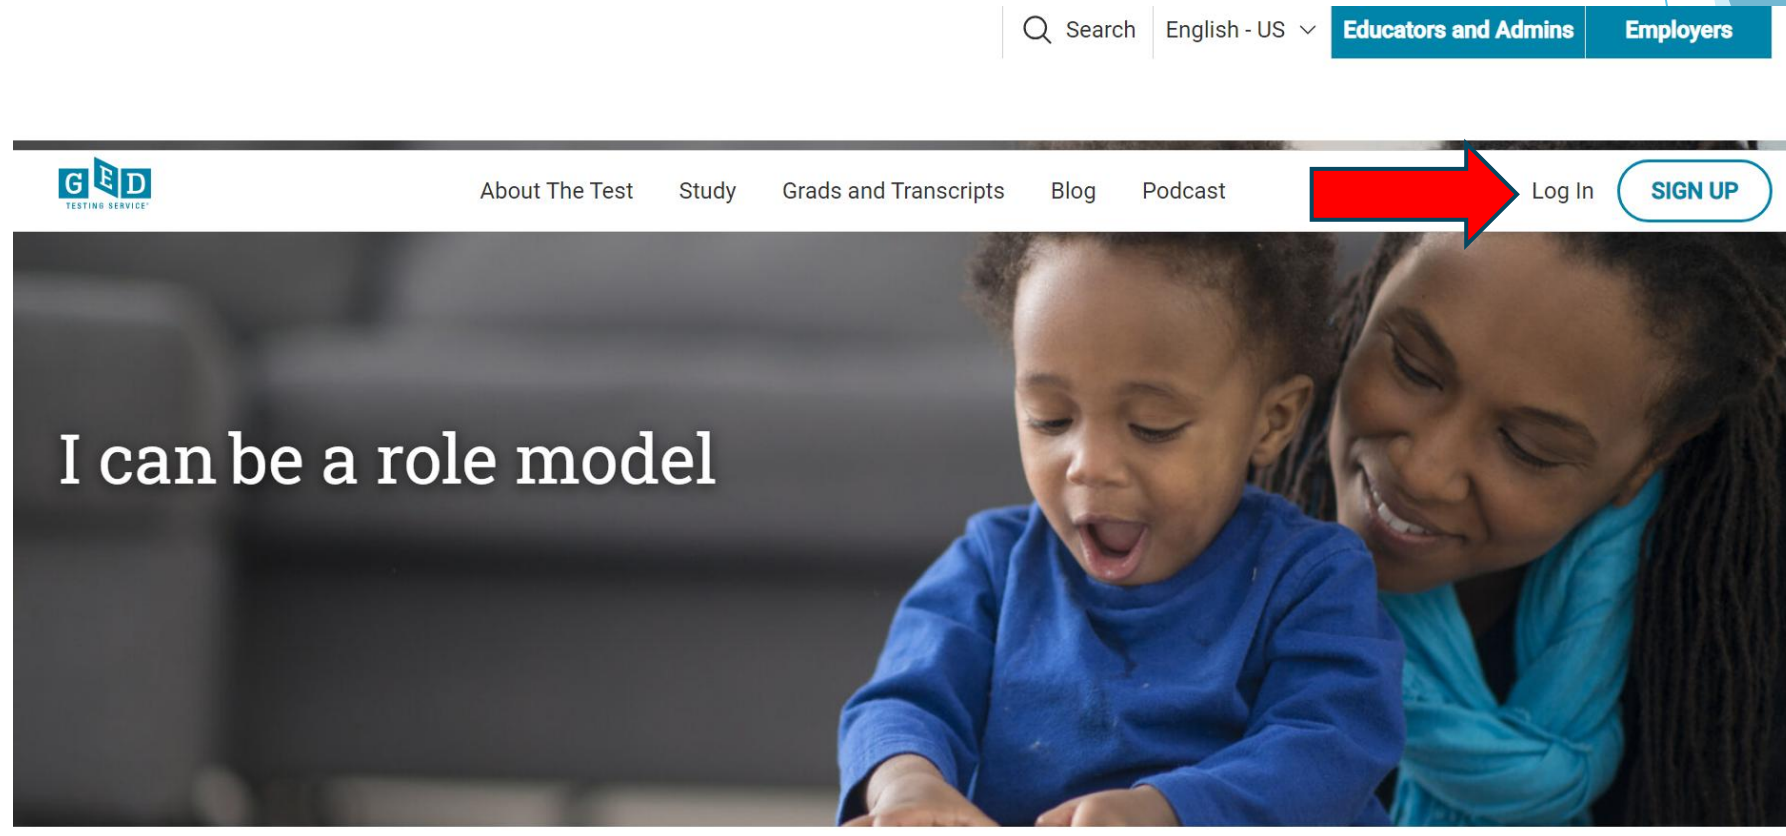 Search English - US Educators and Admins Employers
GED
TESTING SERVICE®
About The Test Study Grads and Transcripts Blog Podcast Log In SIGN UP
I can be a role model